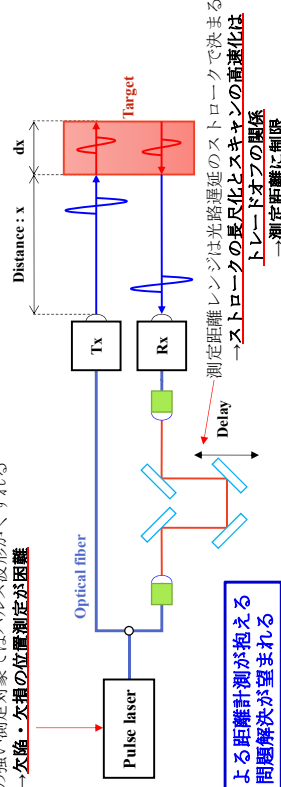 の強い測定対象ではパルス波形がくずれる
→欠陥・欠損の位置測定が困難
Pulse laser
Optical fiber
Tx
Rx
Distance : x
dx
Target
Delay
測定距離レンジは光路遅延のストロークで決まる
→ストロークの長尺化とスキャンの高速化は
トレードオフの関係
→測定距離に制限
よる距離計測が抱える
問題解決が望まれる